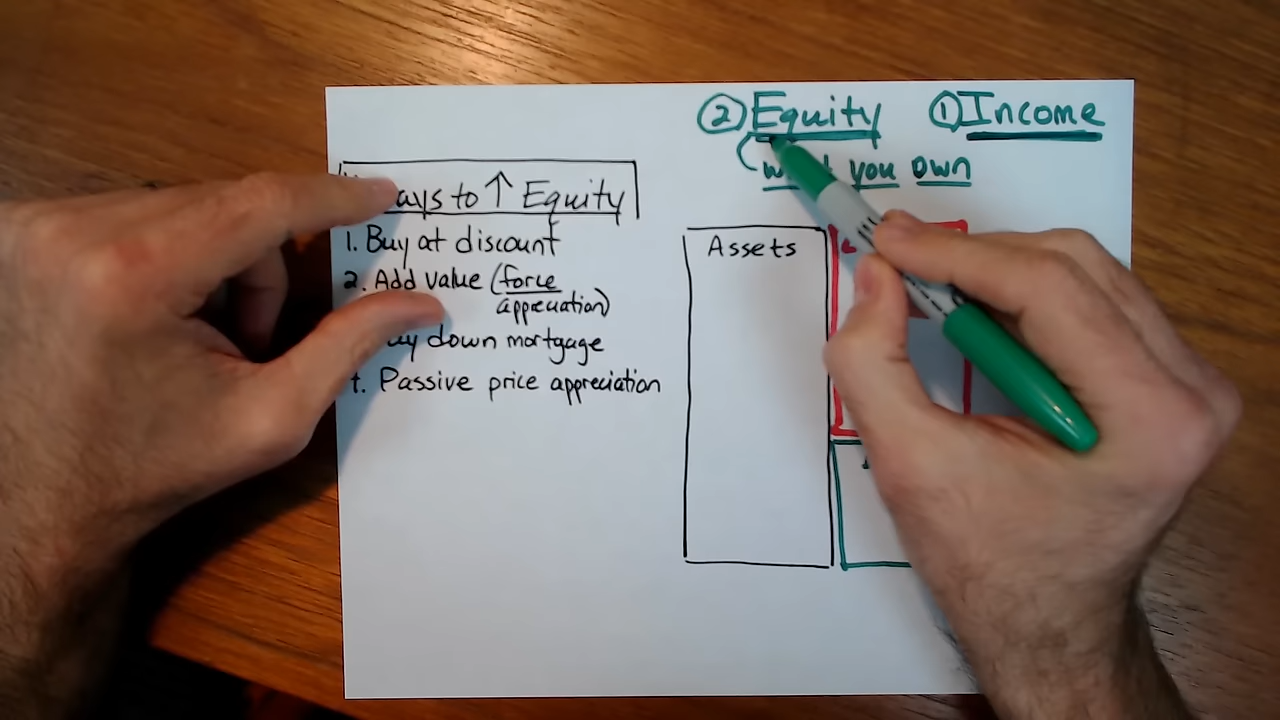 ② Equity ① Income
you own
to ↑ Equity
1. Buy at discount
2. Add value (force
appreciation)
down mortgage
Passive price appreciation
Assets